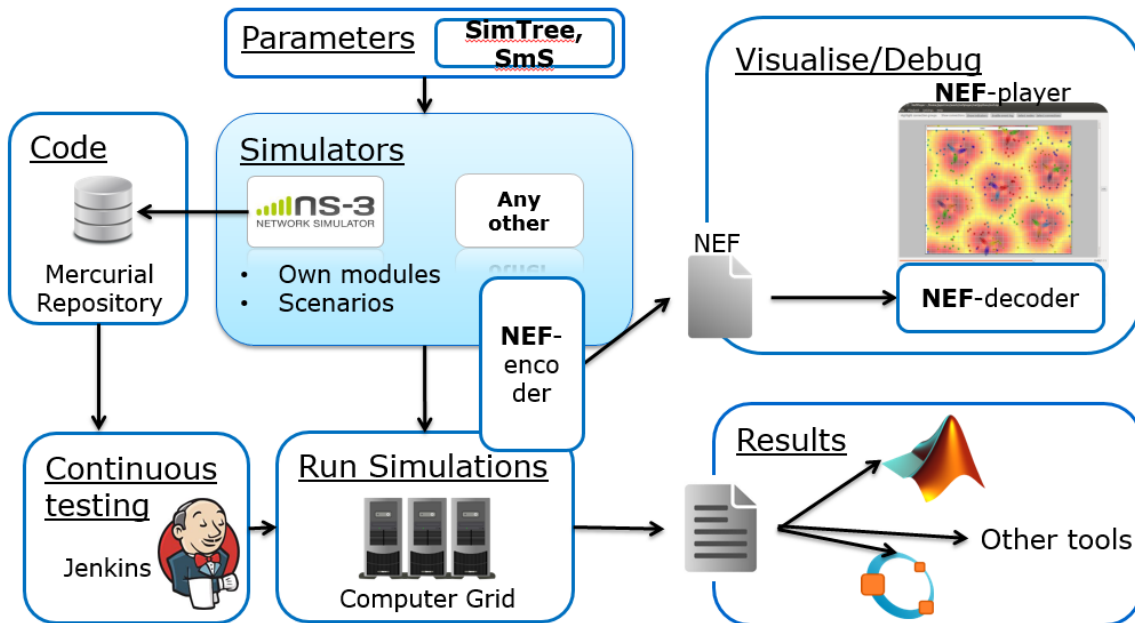 Parameters
SimTree,
SmS
Code
Mercurial
Repository
Simulators
ns-3
NETWORK SIMULATOR
Any
other
• Own modules
• Scenarios
NEF-
enco
der
Visualise/Debug
NEF-player
NEF
NEF-decoder
Continuous
testing
Jenkins
Run Simulations
Computer Grid
Results
Other tools